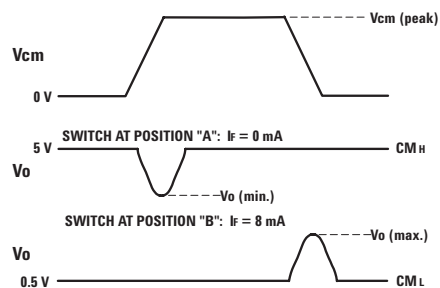 Vcm (peak)
Vcm
0 V
SWITCH AT POSITION "A": IF = 0 mA
5 V
CMH
Vo
Vo (min.)
SWITCH AT POSITION "B": IF = 8 mA
Vo
Vo (max.)
0.5 V
CML